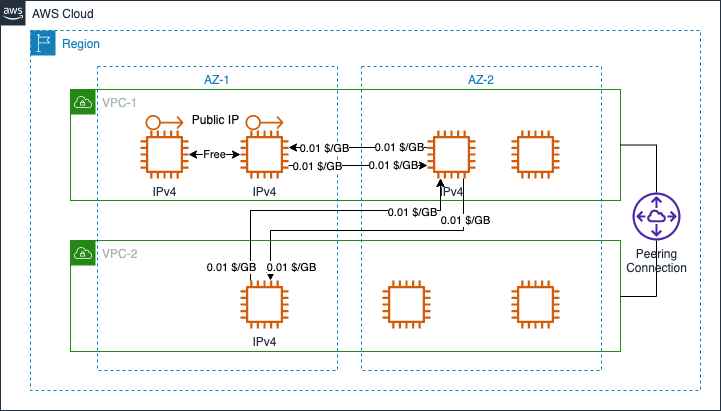 aws
AWS Cloud
Region
AZ-1
AZ-2
VPC-1
Public IP
Free
0.01 $/GB
0.01 $/GB
0.01 $/GB
0.01 $/GB
IPv4
IPv4
IPv4
0.01 $/GB
0.01 $/GB
VPC-2
0.01 $/GB
0.01 $/GB
IPv4
Peering
Connection